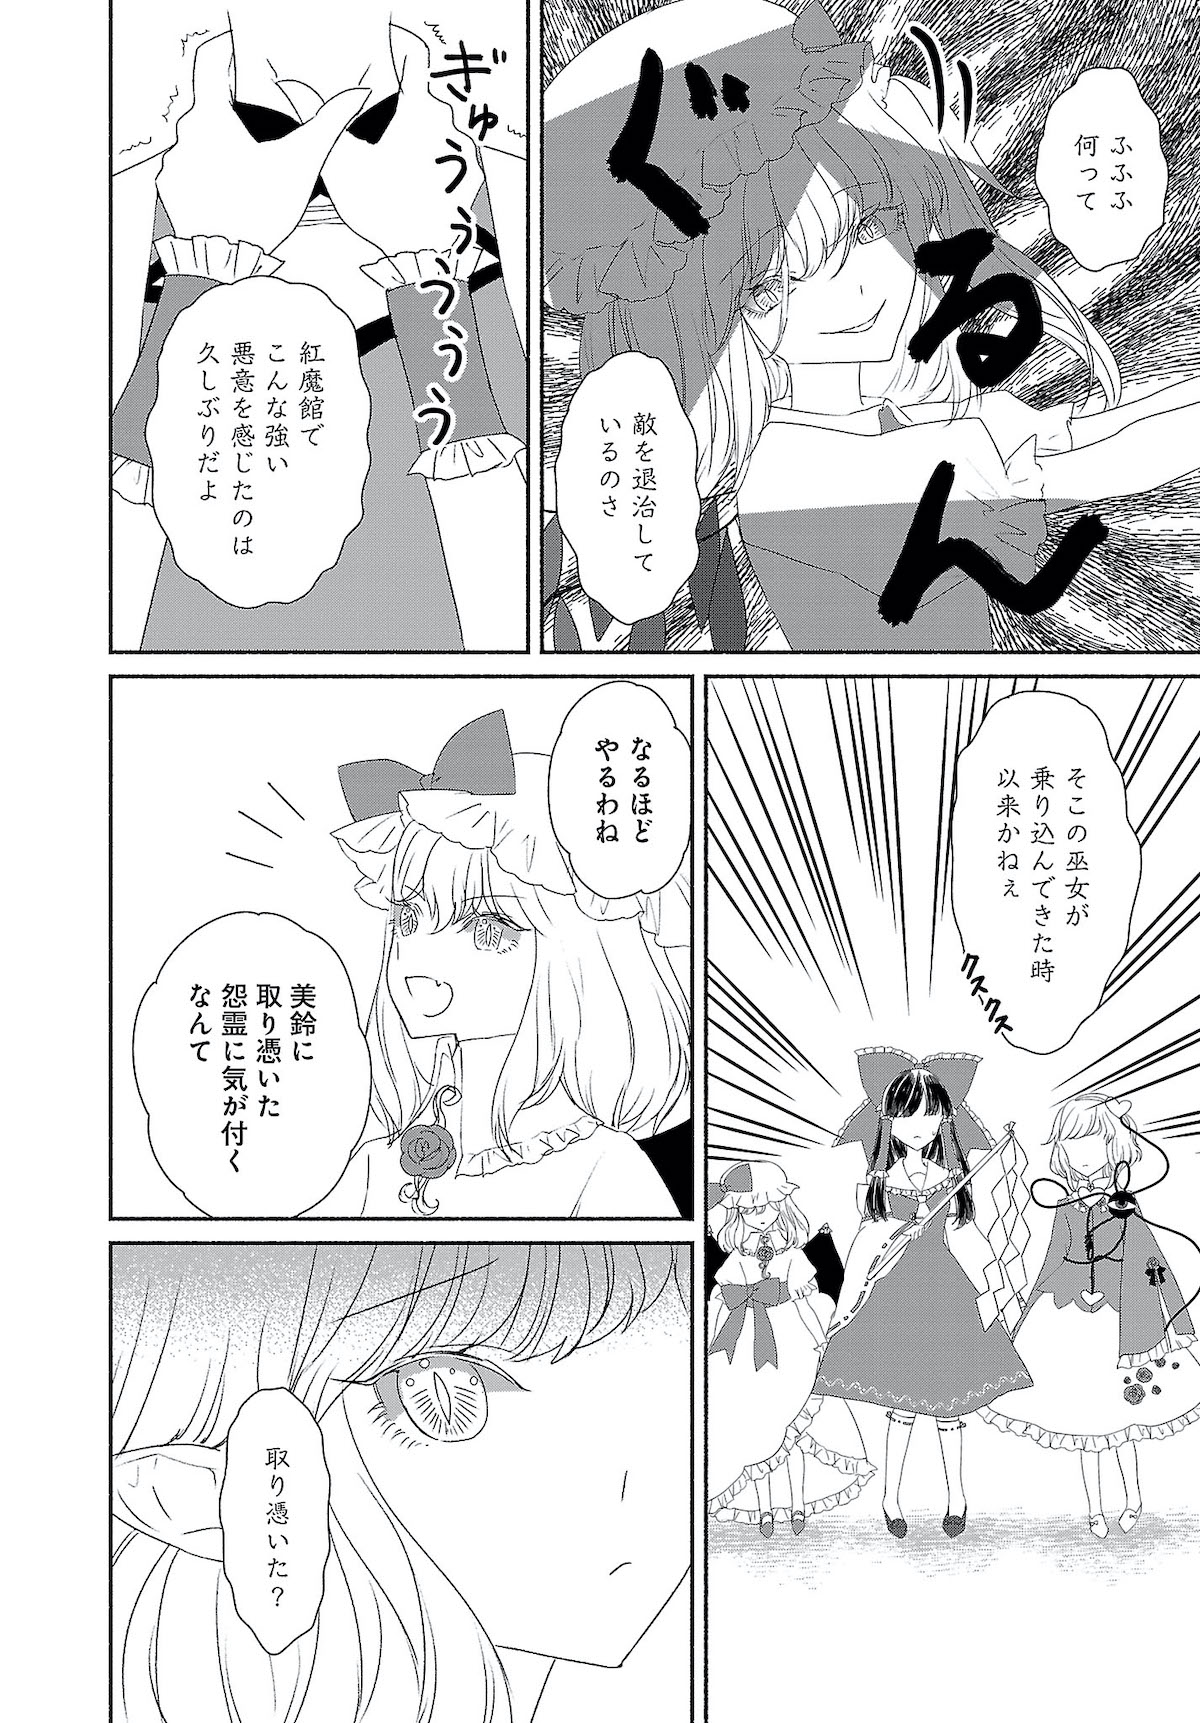 ふふふ
何って
ぐるん
敵を退治して
いるのさ
ぎゅうぅぅぅぅ
紅魔館で
こんな強い
悪意を感じたのは
久しぶりだよ
そこの巫女が
乗り込んできた時
以来かねぇ
クスクス
なるほど
やるわね
美鈴に
取り憑いた
怨霊に気が付く
なんて
取り憑いた？